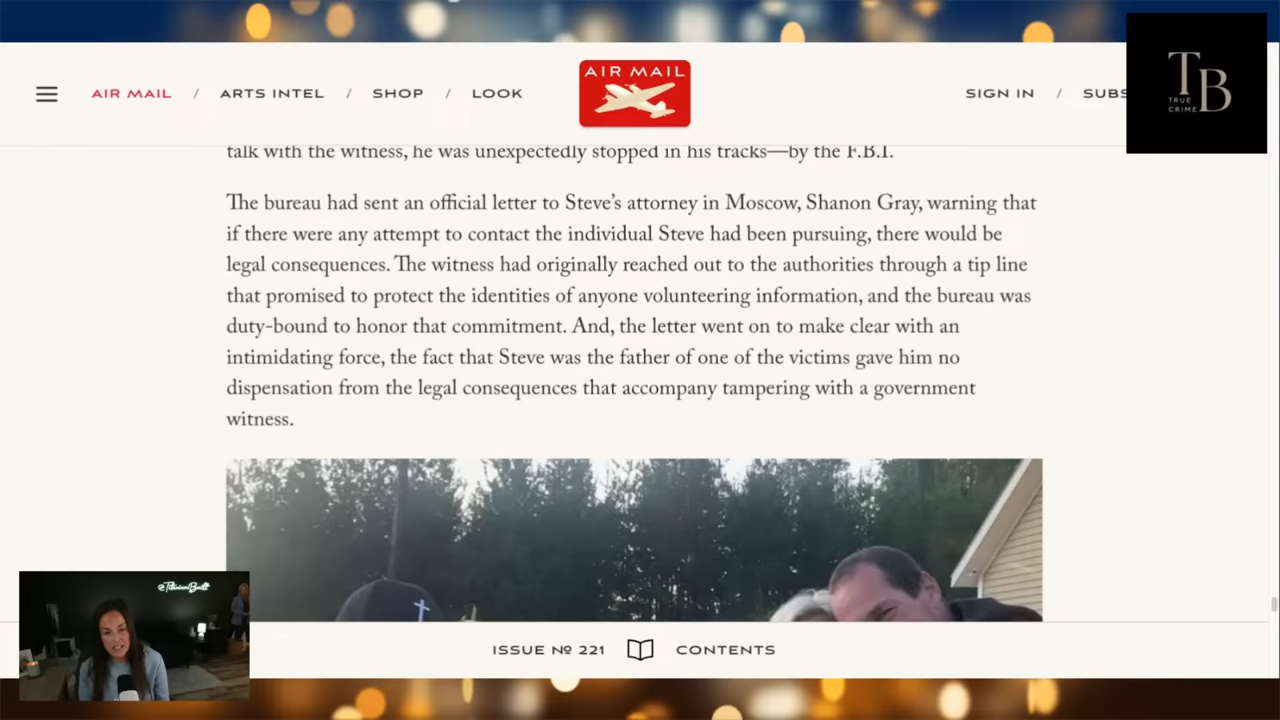 AIR MAIL / ARTS INTEL / SHOP / LOOK
AIR MAIL
SIGN IN / SUBS
TB
TRUE
CRIME
talk with the witness, he was unexpectedly stopped in his tracks—by the F.B.I.
The bureau had sent an official letter to Steve’s attorney in Moscow, Shanon Gray, warning that
if there were any attempt to contact the individual Steve had been pursuing, there would be
legal consequences. The witness had originally reached out to the authorities through a tip line
that promised to protect the identities of anyone volunteering information, and the bureau was
duty-bound to honor that commitment. And, the letter went on to make clear with an
intimidating force, the fact that Steve was the father of one of the victims gave him no
dispensation from the legal consequences that accompany tampering with a government
witness.
ISSUE Nº 221
CONTENTS